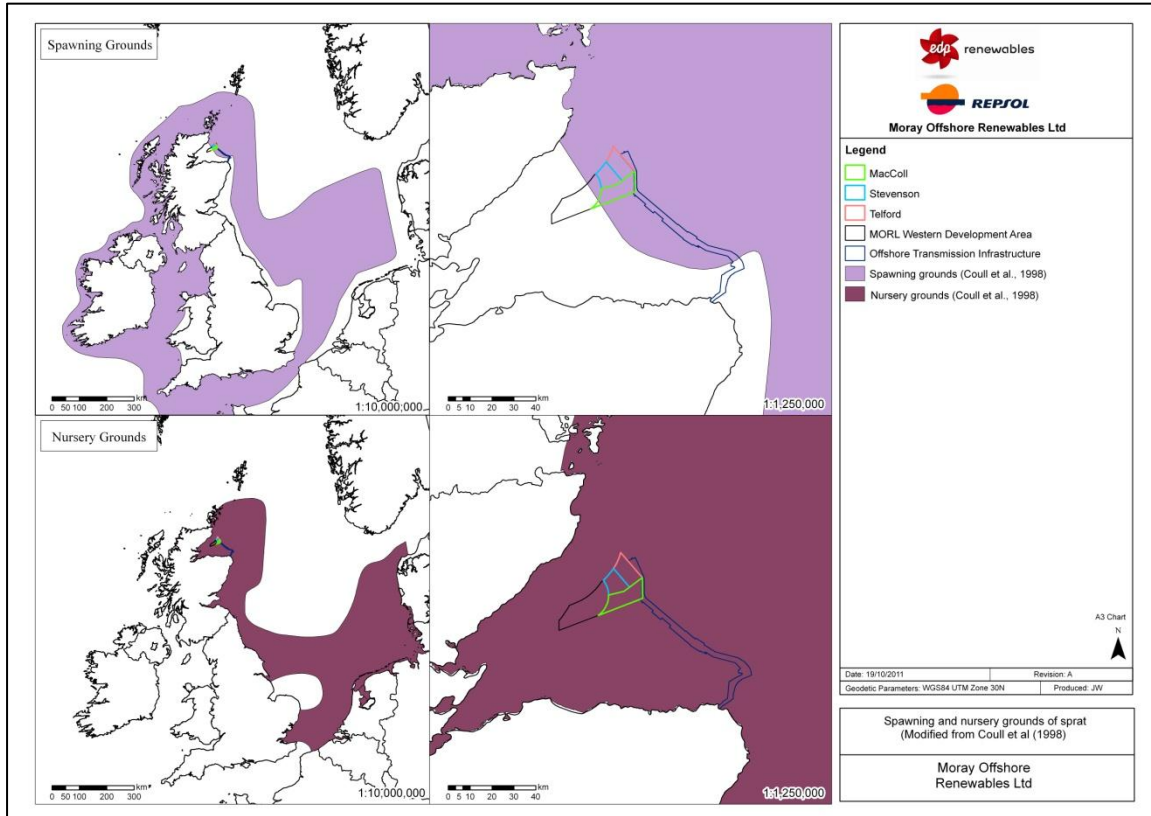 Spawning Grounds
km
0 50 100 200 300
1:10,000,000
km
0 5 10 20 30 40
1:1,250,000
Nursery Grounds
km
0 50 100 200 300
1:10,000,000
km
0 5 10 20 30 40
1:1,250,000
edp renewables
REPSOL
Moray Offshore Renewables Ltd
Legend
MacColl
Stevenson
Telford
MORL Western Development Area
Offshore Transmission Infrastructure
Spawning grounds (Coull et al., 1998)
Nursery grounds (Coull et al., 1998)
A3 Chart
N
Date: 19/10/2011 Revision: A
Geodetic Parameters: WGS84 UTM Zone 30N Produced: JW
Spawning and nursery grounds of sprat
(Modified from Coull et al (1998)
Moray Offshore
Renewables Ltd